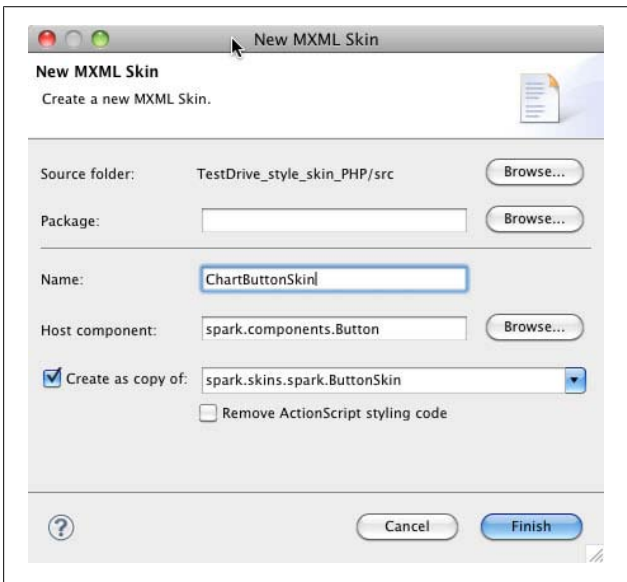 New MXML Skin
New MXML Skin
Create a new MXML Skin.
Source folder: TestDrive_style_skin_PHP/src Browse...
Package: Browse...
Name: ChartButtonSkin
Host component: spark.components.Button Browse...
Create as copy of: spark.skins.spark.ButtonSkin
Remove ActionScript styling code
? Cancel Finish